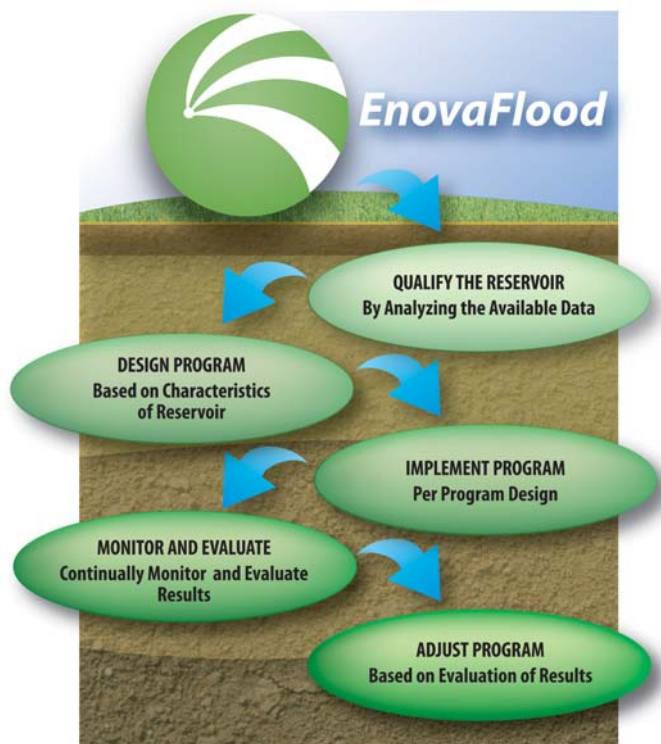 EnovaFlood
QUALIFY THE RESERVOIR
By Analyzing the Available Data
DESIGN PROGRAM
Based on Characteristics
of Reservoir
IMPLEMENT PROGRAM
Per Program Design
MONITOR AND EVALUATE
Continually Monitor and Evaluate
Results
ADJUST PROGRAM
Based on Evaluation of Results